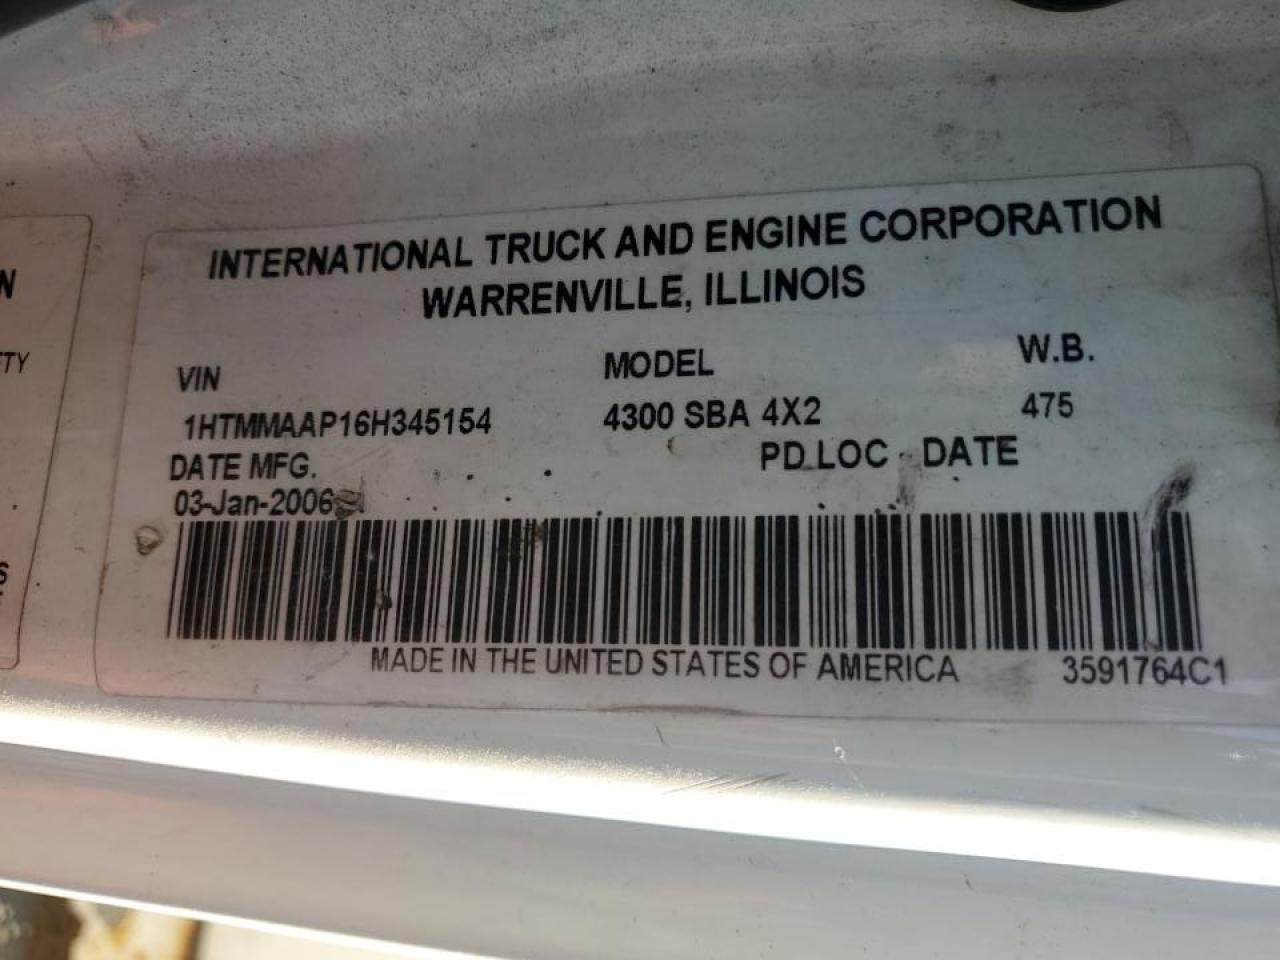 INTERNATIONAL TRUCK AND ENGINE CORPORATION
WARRENVILLE, ILLINOIS
VIN MODEL W.B.
1HTMMAAP16H345154 4300 SBA 4X2 475
DATE MFG. PD LOC DATE
03-Jan-2006
MADE IN THE UNITED STATES OF AMERICA 3591764C1